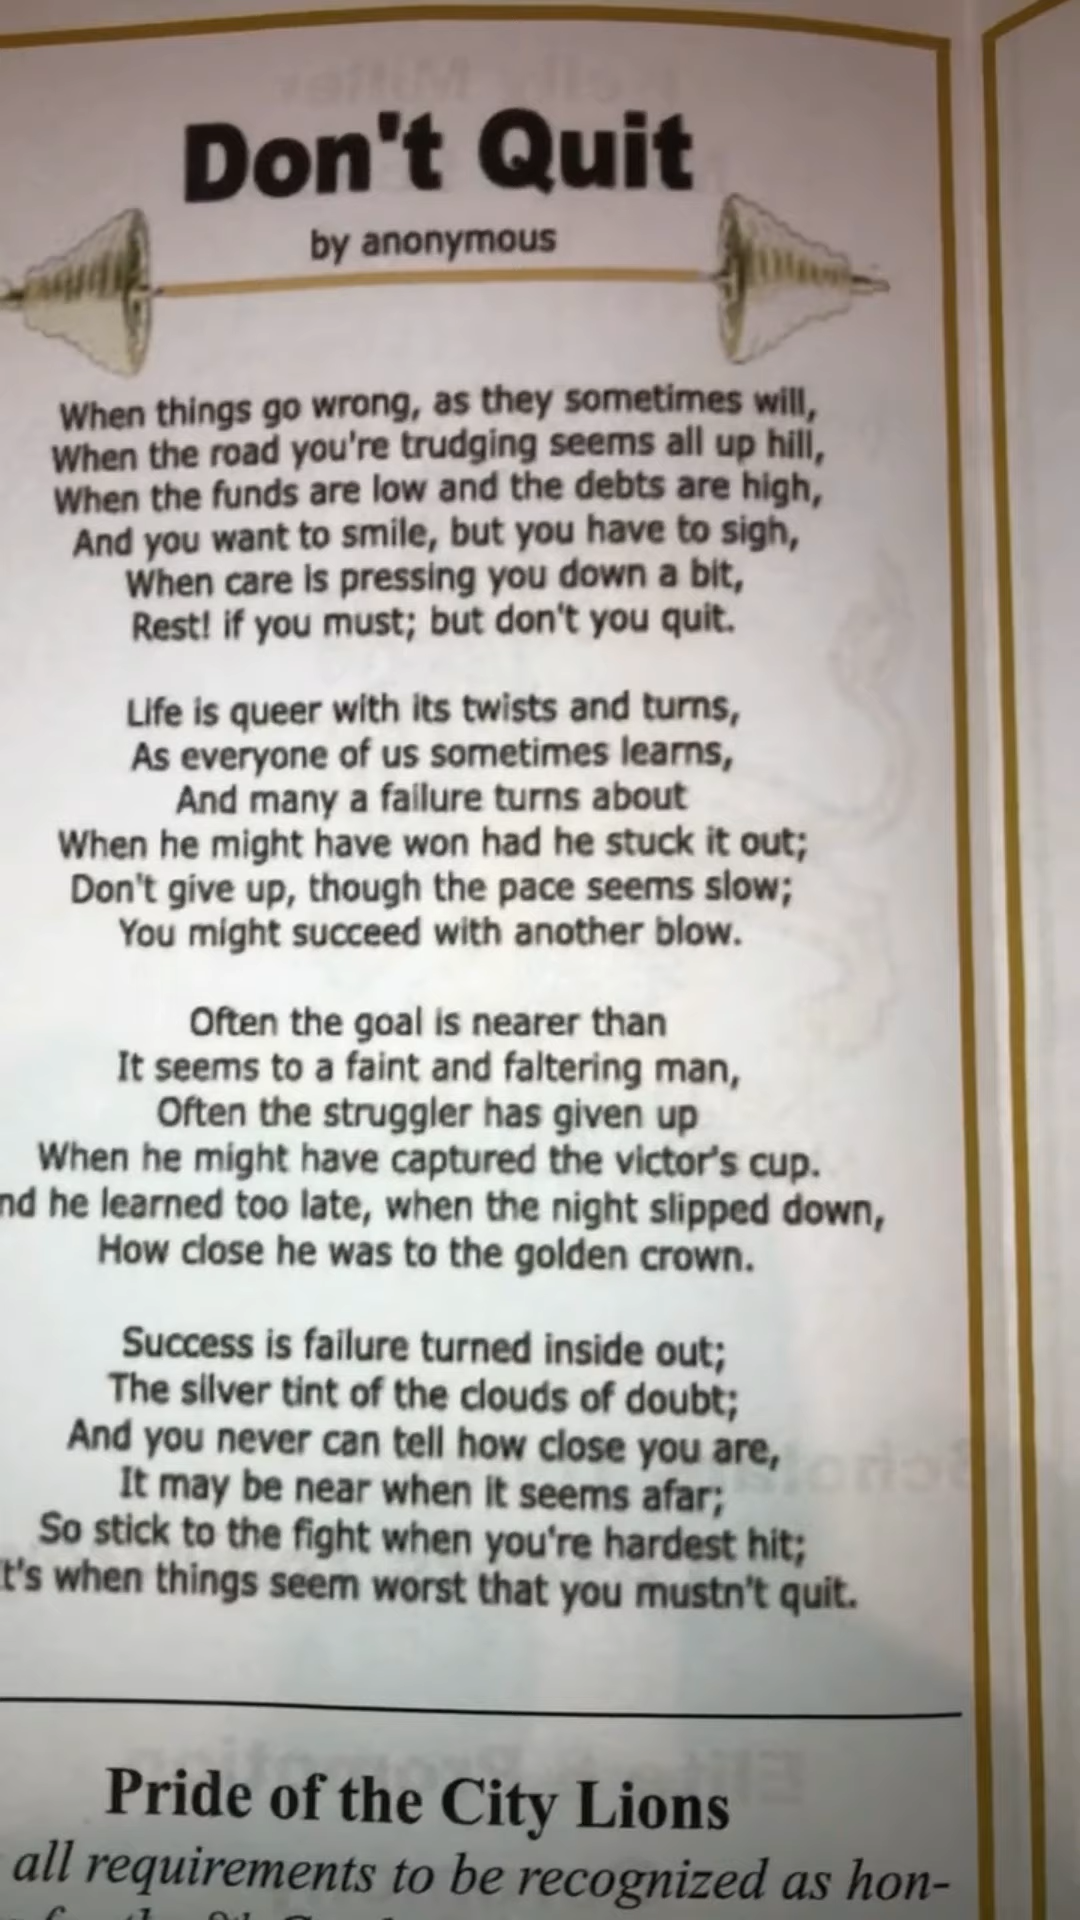 Don't Quit
by anonymous
When things go wrong, as they sometimes will,
When the road you're trudging seems all up hill,
When the funds are low and the debts are high,
And you want to smile, but you have to sigh,
When care is pressing you down a bit,
Rest! if you must; but don't you quit.
Life is queer with its twists and turns,
As everyone of us sometimes learns,
And many a failure turns about
When he might have won had he stuck it out;
Don't give up, though the pace seems slow;
You might succeed with another blow.
Often the goal is nearer than
It seems to a faint and faltering man,
Often the struggler has given up
When he might have captured the victor's cup.
nd he learned too late, when the night slipped down,
How close he was to the golden crown.
Success is failure turned inside out;
The silver tint of the clouds of doubt;
And you never can tell how close you are,
It may be near when it seems afar;
So stick to the fight when you're hardest hit;
t's when things seem worst that you mustn't quit.
Pride of the City Lions
all requirements to be recognized as hon-